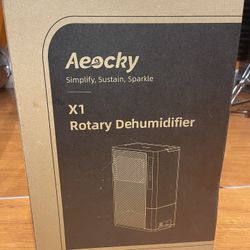 Aeocky
Simplify, Sustain, Sparkle
X1
Rotary Dehumidifier